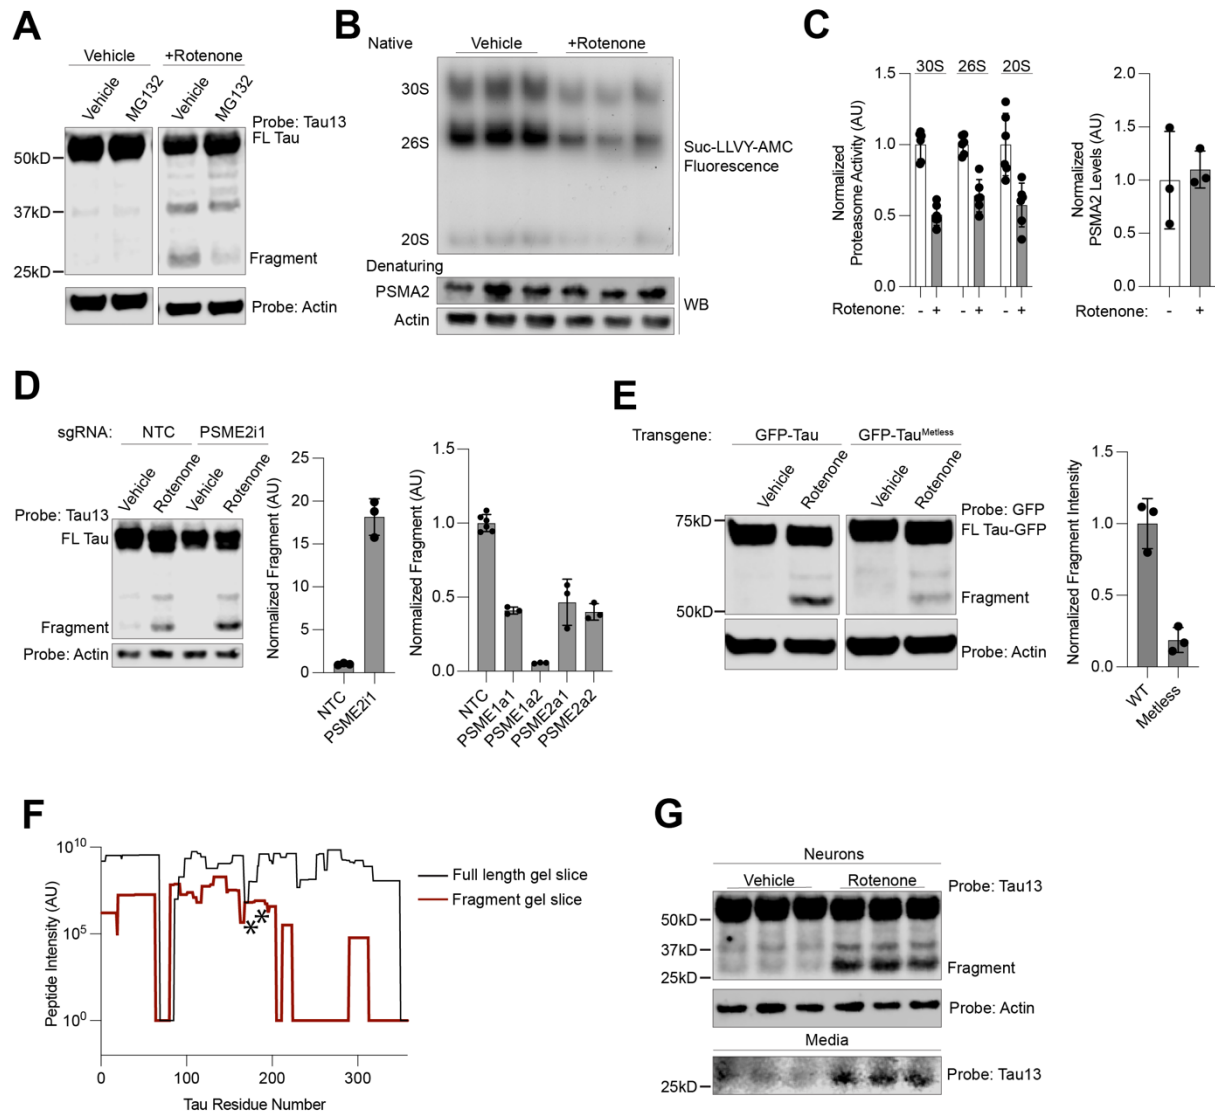 A
Vehicle
+Rotenone
Vehicle
MG132
Vehicle
MG132
Probe: Tau13
FL Tau
50kD
37kD
25kD
Fragment
Probe: Actin
B
Native
Vehicle
+Rotenone
30S
26S
20S
Suc-LLVY-AMC
Fluorescence
Denaturing
PSMA2
Actin
WB
C
30S 26S 20S
Normalized
Proteasome Activity (AU)
1.5
1.0
0.5
0.0
Rotenone: - + - + - +
Normalized
PSMA2 Levels (AU)
2.0
1.5
1.0
0.5
0.0
Rotenone: - +
D
sgRNA: NTC PSME2i1
Vehicle
Rotenone
Vehicle
Rotenone
Probe: Tau13
FL Tau
Fragment
Probe: Actin
Normalized Fragment (AU)
25
20
15
10
5
0
NTC
PSME2i1
Normalized Fragment (AU)
1.5
1.0
0.5
0.0
NTC
PSME1a1
PSME1a2
PSME2a1
PSME2a2
E
Transgene: GFP-Tau GFP-Tau^Metless
Vehicle
Rotenone
Vehicle
Rotenone
75kD
50kD
Probe: GFP
FL Tau-GFP
Fragment
Probe: Actin
Normalized Fragment Intensity
1.5
1.0
0.5
0.0
WT
Metless
F
Peptide Intensity (AU)
10^10
10^5
10^0
0 100 200 300
Tau Residue Number
**
Full length gel slice
Fragment gel slice
G
Neurons
Vehicle Rotenone
Probe: Tau13
50kD
37kD
25kD
Fragment
Probe: Actin
Media
25kD
Probe: Tau13